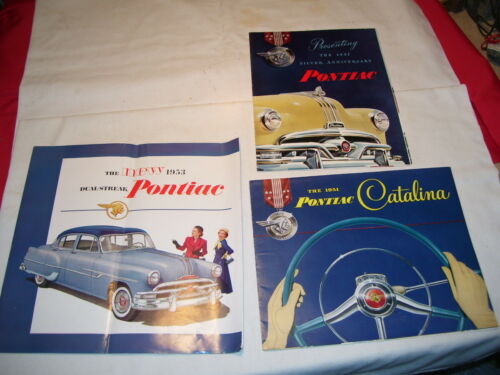 Presenting
THE 1951
SILVER ANNIVERSARY
PONTIAC
THE New 1953
DUAL-STREAK Pontiac
THE 1951
PONTIAC Catalina